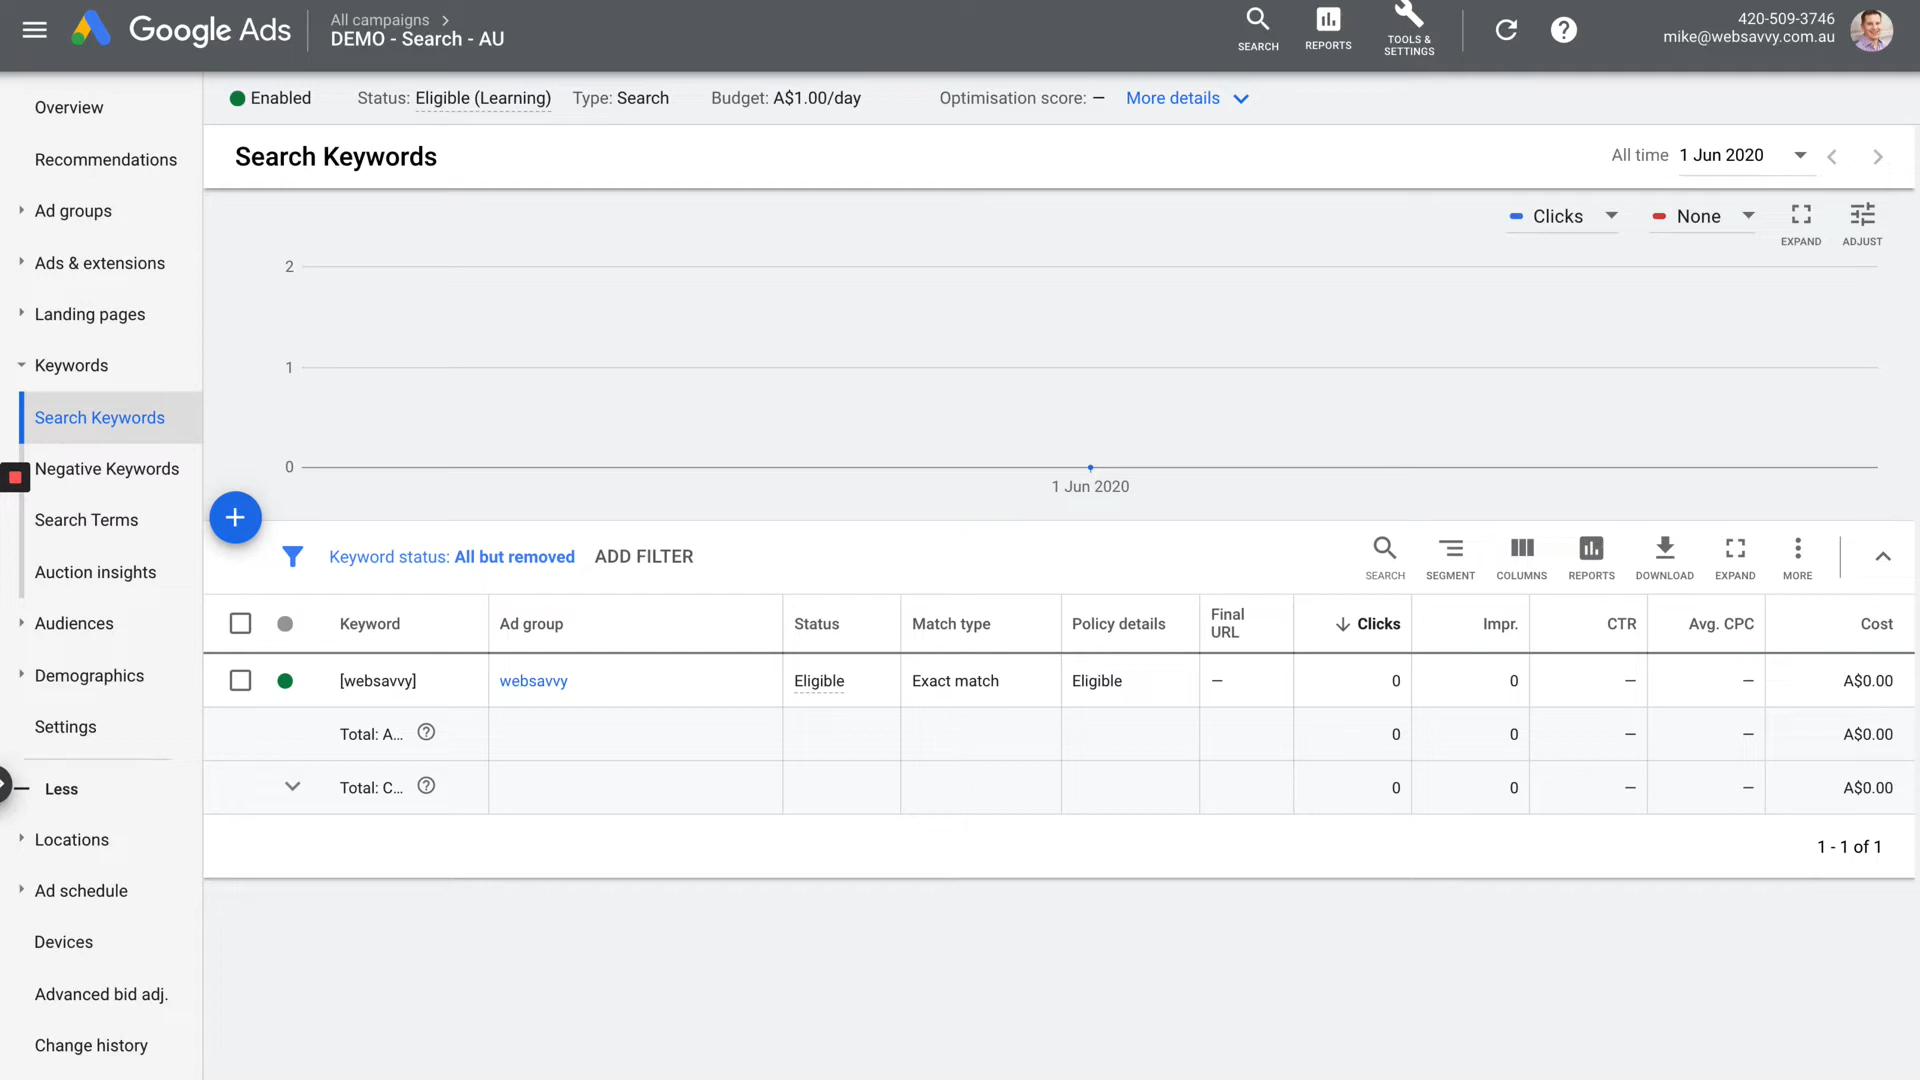 Google Ads
All campaigns
DEMO - Search - AU
SEARCH
REPORTS
TOOLS &
SETTINGS
420-509-3746
mike@websavvy.com.au
Overview
Recommendations
Ad groups
Ads & extensions
Landing pages
Keywords
Search Keywords
Negative Keywords
Search Terms
Auction insights
Audiences
Demographics
Settings
Less
Locations
Ad schedule
Devices
Advanced bid adj.
Change history
Enabled
Status: Eligible (Learning)
Type: Search
Budget: A$1.00/day
Optimisation score: –
More details
Search Keywords
All time 1 Jun 2020
Clicks
None
EXPAND
ADJUST
2
1
0
1 Jun 2020
Keyword status: All but removed
ADD FILTER
SEARCH
SEGMENT
COLUMNS
REPORTS
DOWNLOAD
EXPAND
MORE
Keyword Ad group Status Match type Policy details Final URL Clicks Impr. CTR Avg. CPC Cost
[websavvy] websavvy Eligible Exact match Eligible – 0 0 – – A$0.00
Total: A... 0 0 – – A$0.00
Total: C... 0 0 – – A$0.00
1 - 1 of 1